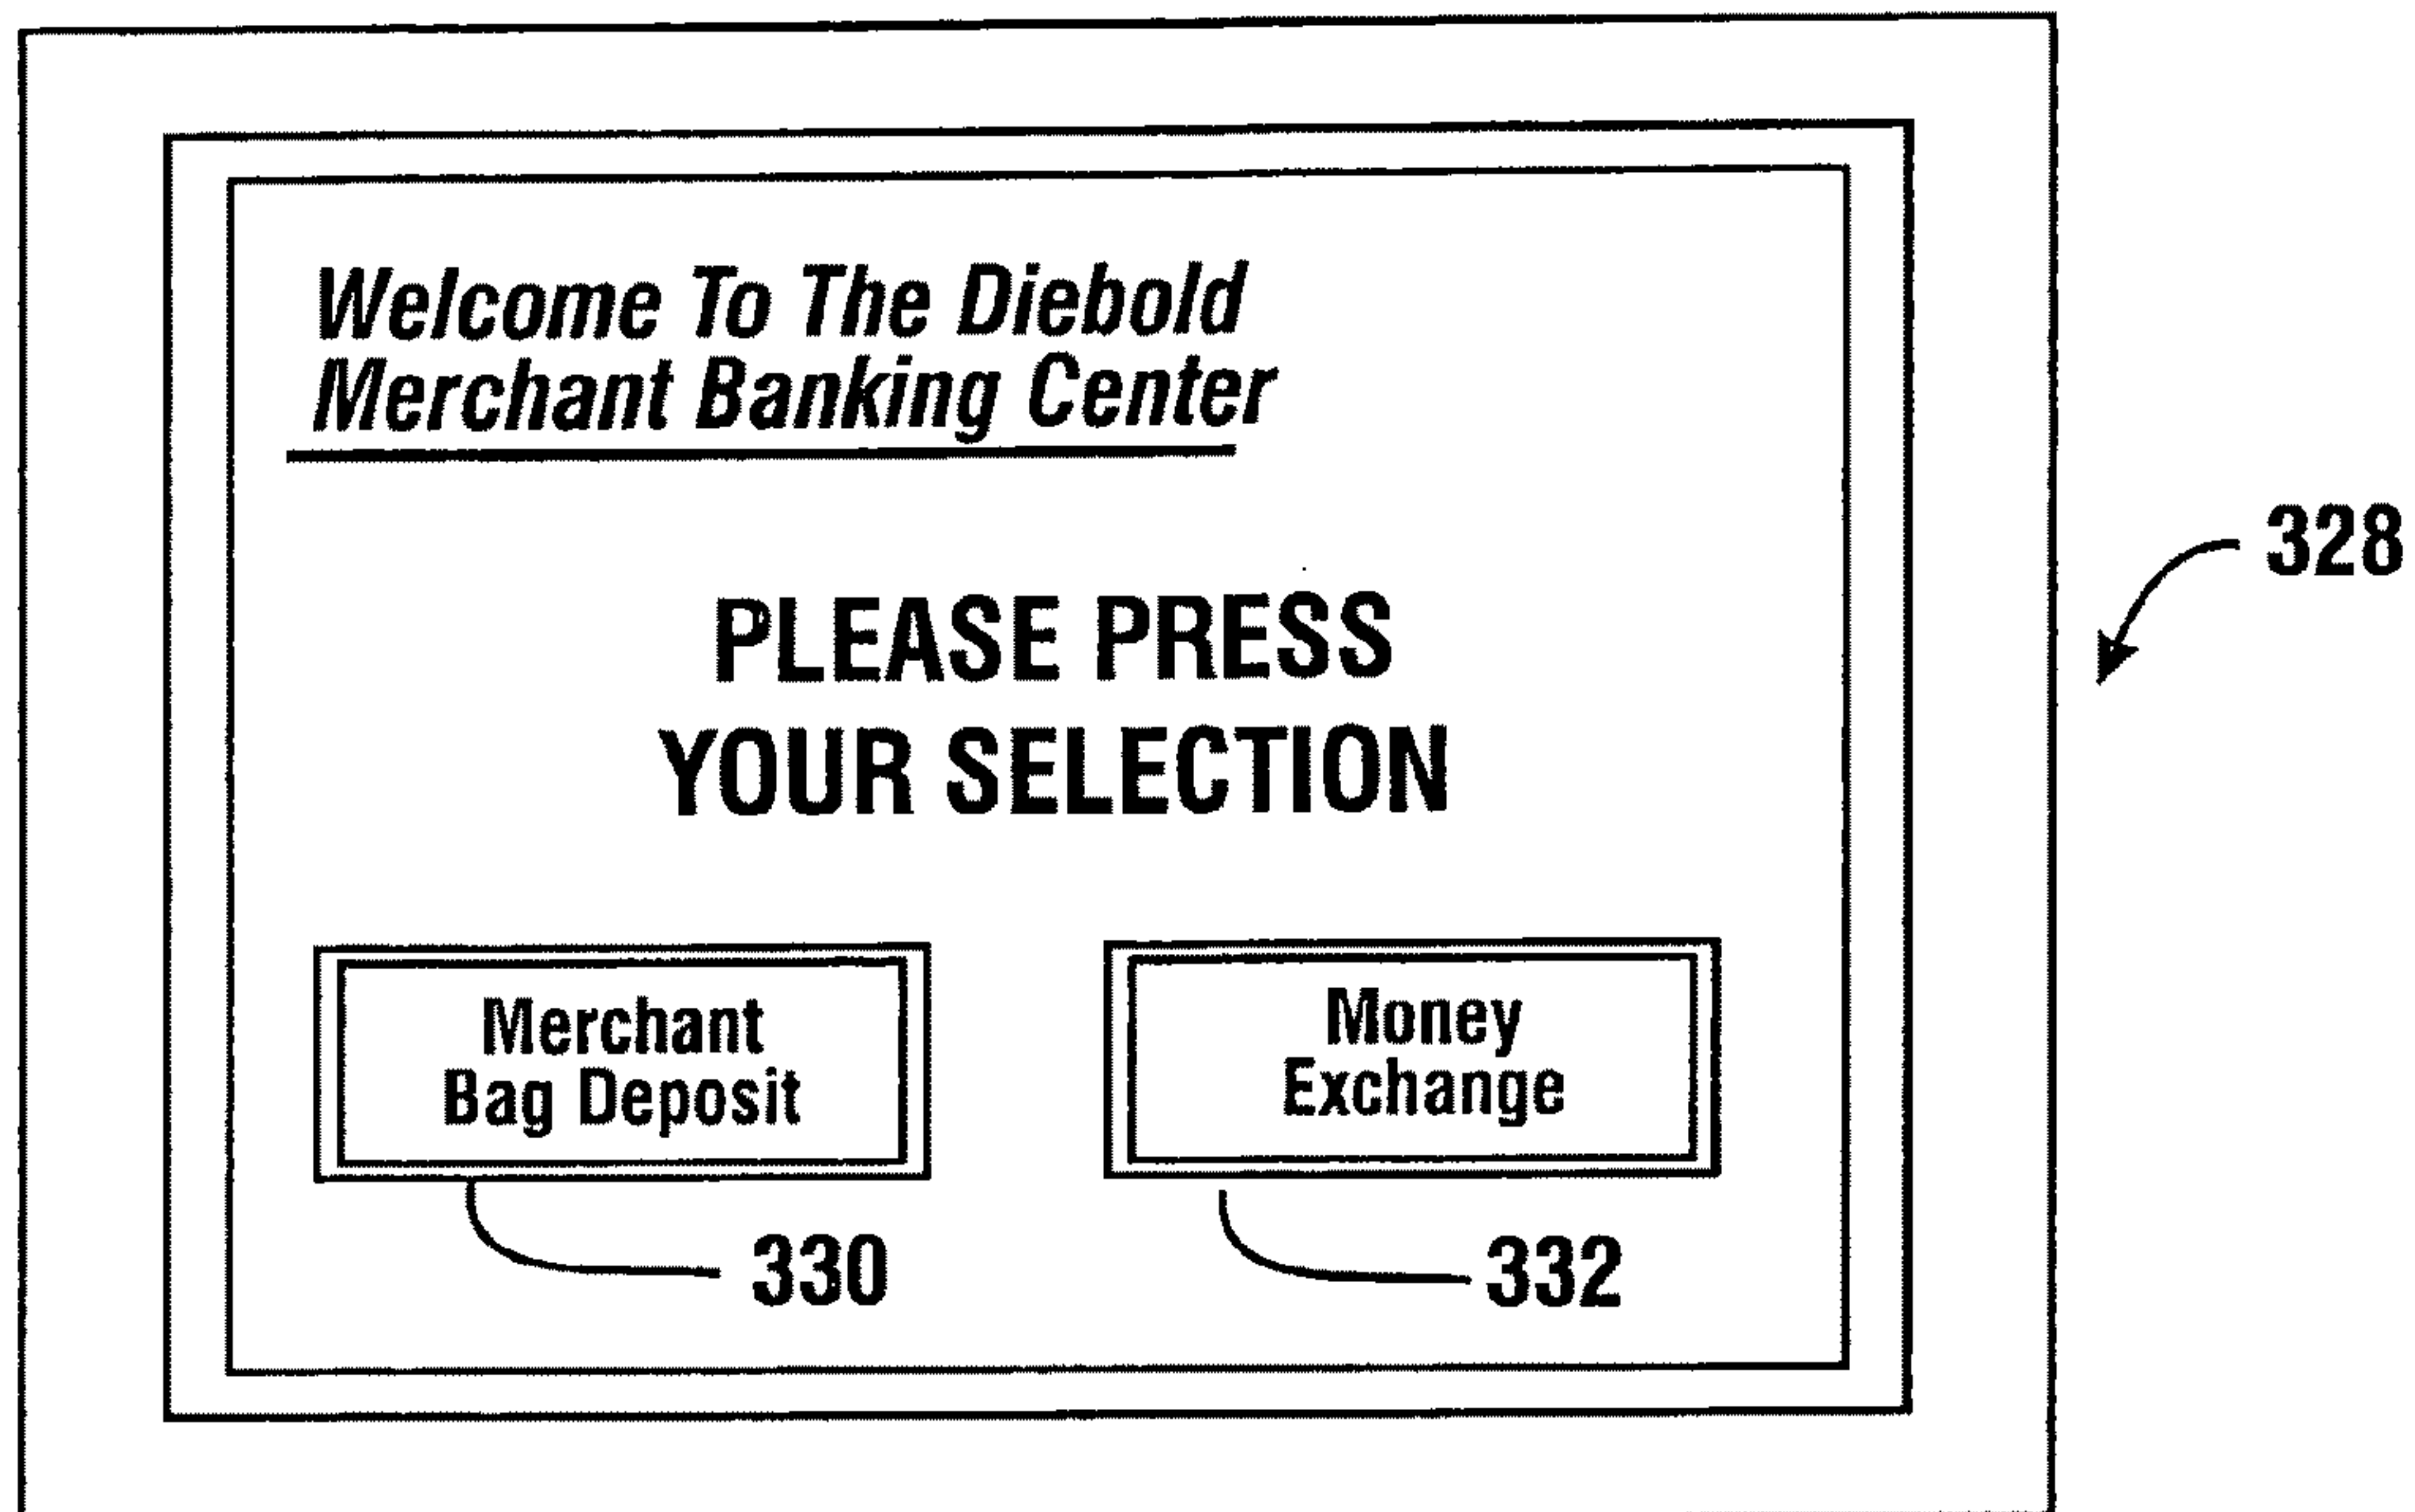 Welcome To The Diebold
Merchant Banking Center
328
PLEASE PRESS
YOUR SELECTION
Merchant
Bag Deposit
Money
Exchange
330
332